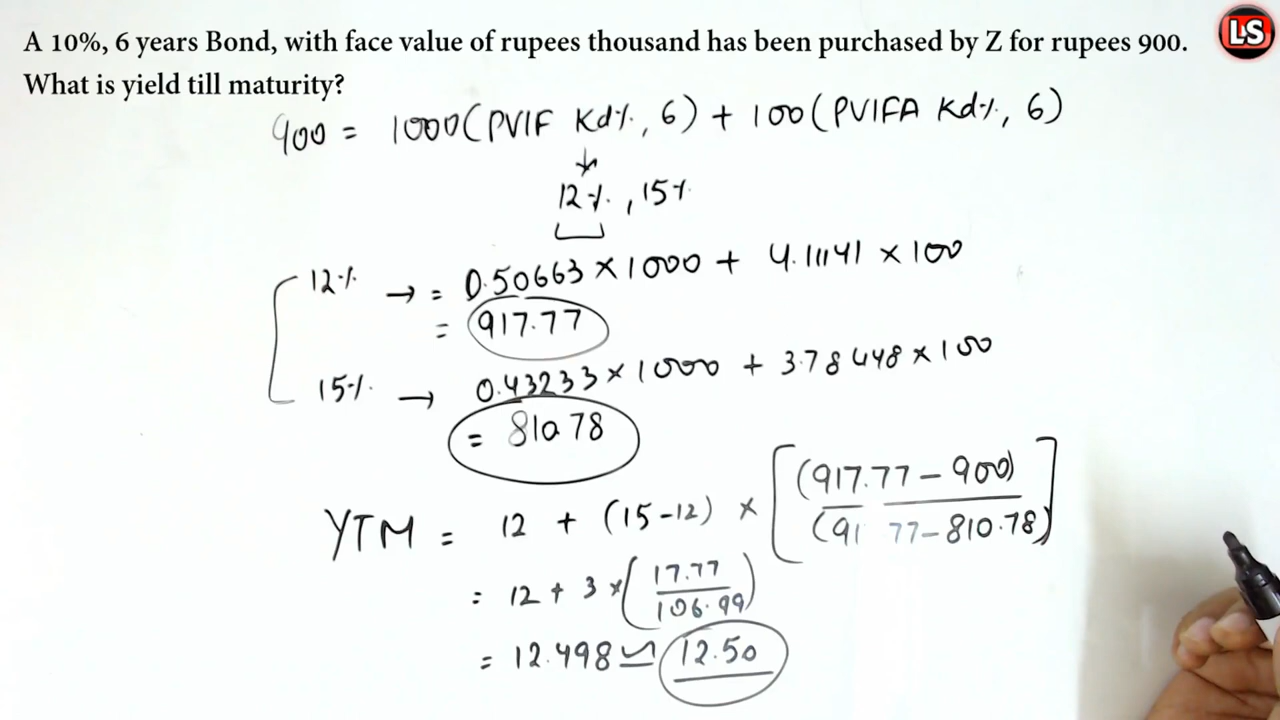 A 10%, 6 years Bond, with face value of rupees thousand has been purchased by Z for rupees 900.
LS
What is yield till maturity?
900 = 1000(PVIF Kd%, 6) + 100(PVIFA Kd%, 6)
12%, 15%
12% → = 0.50663 × 1000 + 4.11141 × 100
= 917.77
15% → 0.43233 × 1000 + 3.78448 × 100
= 810.78
YTM = 12 + (15-12) × [(917.77 - 900) / (91 77 - 810.78)]
= 12 + 3 × (17.77 / 106.99)
= 12.498 ≃ 12.50